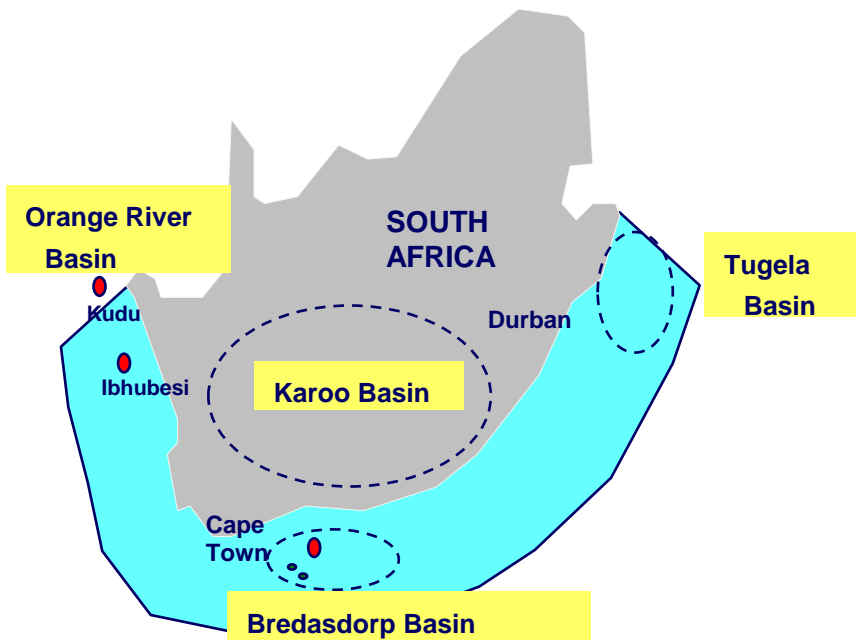 Orange River
Basin
Kudu
Ibhubesi
SOUTH
AFRICA
Karoo Basin
Durban
Tugela
Basin
Cape
Town
Bredasdorp Basin